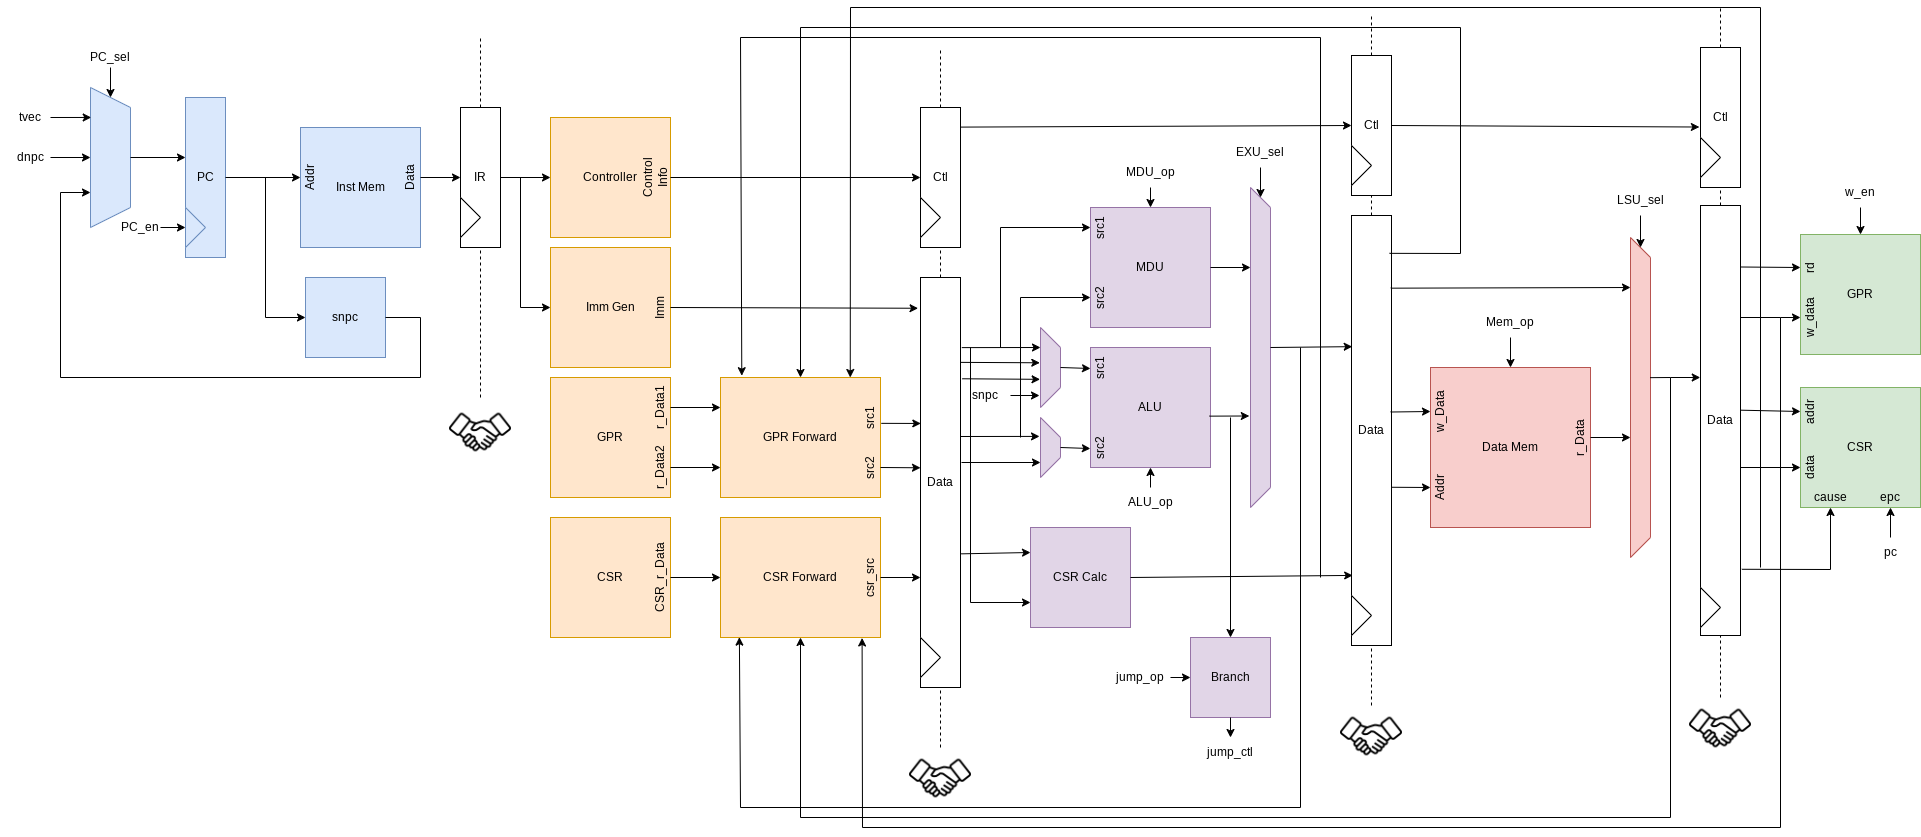 PC_sel
tvec
dnpc
PC_en
PC
Addr
Inst Mem
Data
snpc
IR
Controller
Control
Info
Imm Gen
Imm
GPR
r_Data1
r_Data2
GPR Forward
src1
src2
CSR
CSR_r_Data
CSR Forward
csr_src
Ctl
Data
snpc
MDU_op
src1
MDU
src2
src1
ALU
src2
ALU_op
EXU_sel
CSR Calc
jump_op
Branch
jump_ctl
Ctl
Data
Mem_op
w_Data
Data Mem
Addr
r_Data
LSU_sel
Ctl
Data
w_en
rd
GPR
w_data
addr
CSR
data
cause
epc
pc